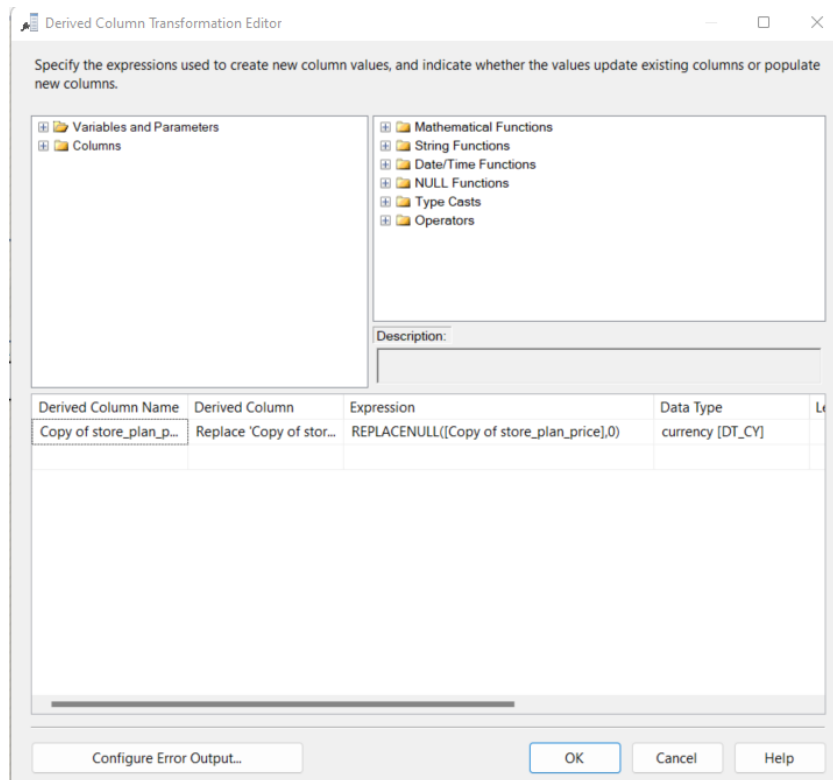 Derived Column Transformation Editor
Specify the expressions used to create new column values, and indicate whether the values update existing columns or populate
new columns.
Variables and Parameters
Columns
Mathematical Functions
String Functions
Date/Time Functions
NULL Functions
Type Casts
Operators
Description:
Derived Column Name Derived Column Expression Data Type Le
Copy of store_plan_p... Replace 'Copy of stor... REPLACENULL([Copy of store_plan_price],0) currency [DT_CY]
Configure Error Output... OK Cancel Help